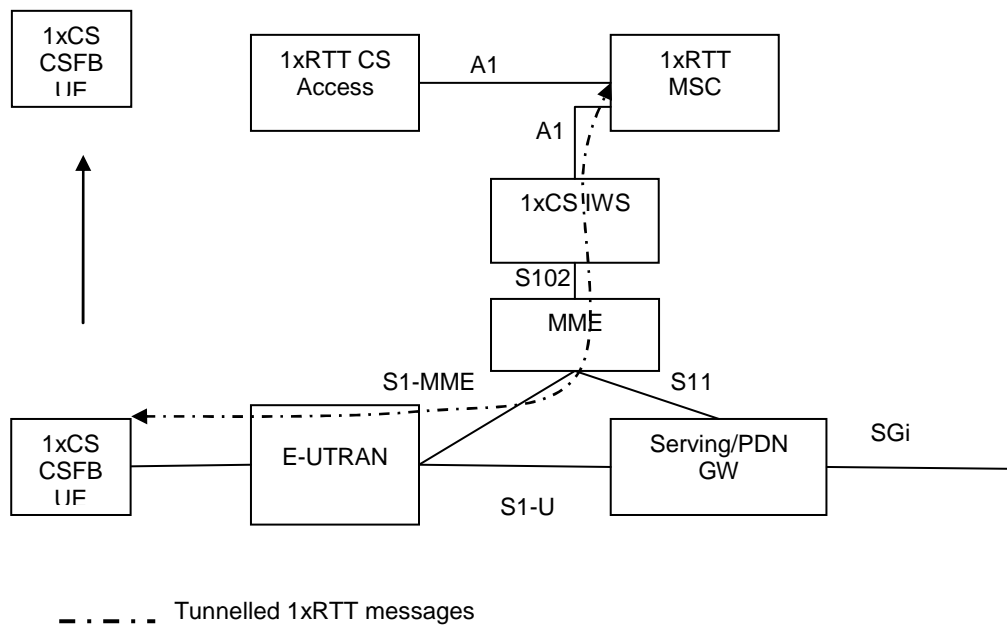 1xCS
CSFB
1xRTT CS
Access
A1
1xRTT
MSC
A1
1xCS IWS
S102
MME
S1-MME
S11
1xCS
CSFB
E-UTRAN
Serving/PDN
GW
SGi
S1-U
Tunnelled 1xRTT messages